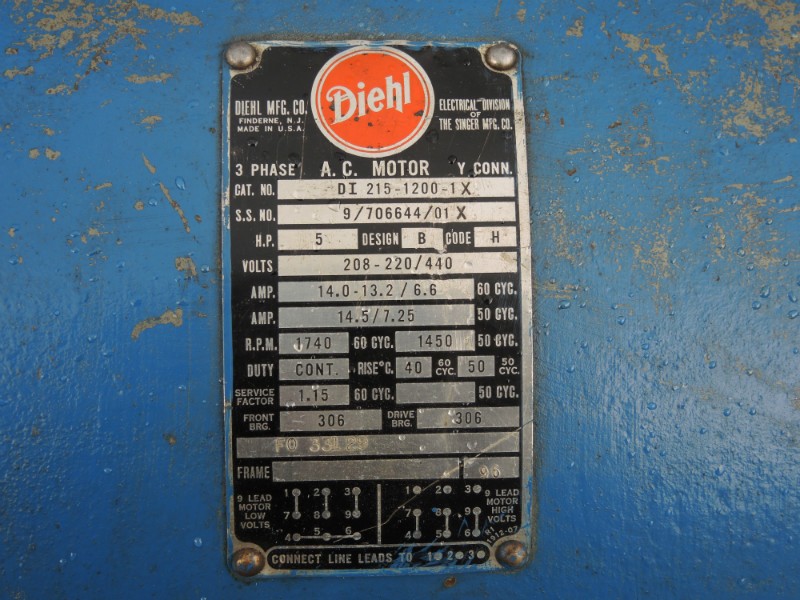 Diehl
DIEHL MFG. CO.
FINDERNE, N.J.
MADE IN U.S.A.
ELECTRICAL DIVISION
OF
THE SINGER MFG. CO.
3 PHASE A. C. MOTOR Y CONN.
CAT. NO. DI 215-1200-1X
S.S. NO. 9/706644/01 X
H.P. 5 DESIGN B CODE H
VOLTS 208-220/440
AMP. 14.0-13.2 / 6.6 60 CYC.
AMP. 14.5/7.25 50 CYC.
R.P.M. 1740 60 CYC. 1450 50 CYC.
DUTY CONT. RISE°C. 40 60 CYC. 50 50 CYC.
SERVICE FACTOR 1.15 60 CYC. 50 CYC.
FRONT BRG. 306 DRIVE BRG. 306
FO
FRAME
9 LEAD MOTOR LOW VOLTS
1 2 3
7 8 9
4 5 6
1 2 3
7 8 9
4 5 6
9 LEAD MOTOR HIGH VOLTS
CONNECT LINE LEADS TO 1 2 3
R1
1912-07